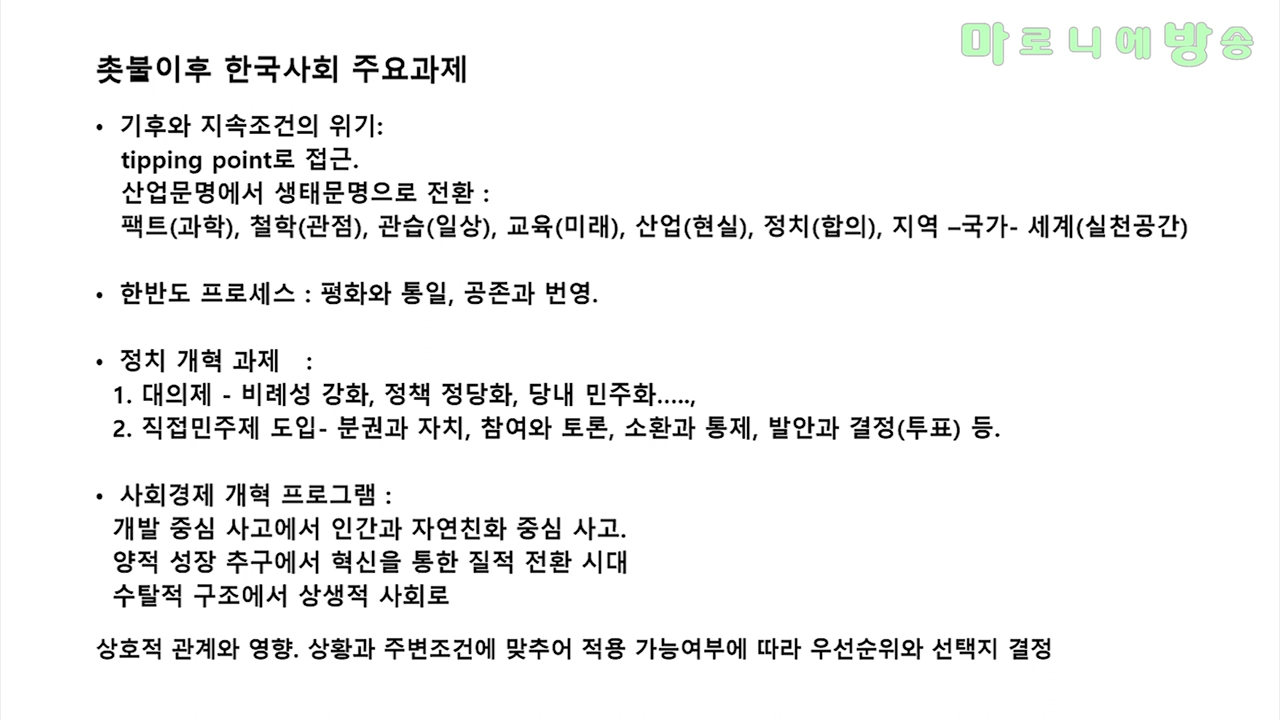 마로니에방송
촛불이후 한국사회 주요과제
• 기후와 지속조건의 위기:
tipping point로 접근.
산업문명에서 생태문명으로 전환 :
팩트(과학), 철학(관점), 관습(일상), 교육(미래), 산업(현실), 정치(합의), 지역 –국가- 세계(실천공간)
• 한반도 프로세스 : 평화와 통일, 공존과 번영.
• 정치 개혁 과제 :
1. 대의제 - 비례성 강화, 정책 정당화, 당내 민주화…..,
2. 직접민주제 도입- 분권과 자치, 참여와 토론, 소환과 통제, 발안과 결정(투표) 등.
• 사회경제 개혁 프로그램 :
개발 중심 사고에서 인간과 자연친화 중심 사고.
양적 성장 추구에서 혁신을 통한 질적 전환 시대
수탈적 구조에서 상생적 사회로
상호적 관계와 영향. 상황과 주변조건에 맞추어 적용 가능여부에 따라 우선순위와 선택지 결정